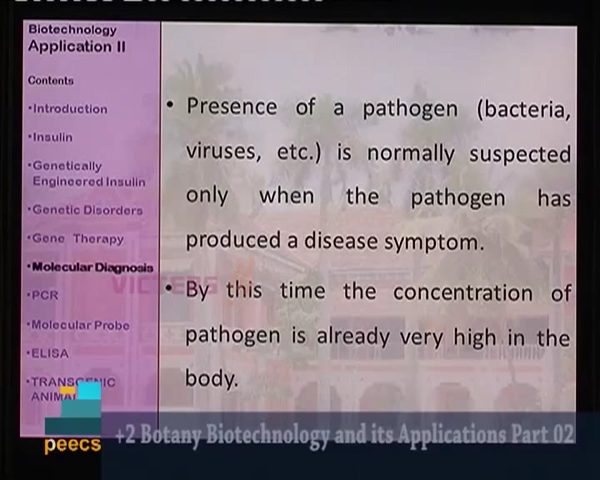 Biotechnology
Application II
Contents
•Introduction
•Insulin
•Genetically
Engineered Insulin
•Genetic Disorders
•Gene Therapy
•Molecular Diagnosis
•PCR
•Molecular Probe
•ELISA
•TRANSGENIC
ANIMAL
• Presence of a pathogen (bacteria,
viruses, etc.) is normally suspected
only when the pathogen has
produced a disease symptom.
• By this time the concentration of
pathogen is already very high in the
body.
VICTERS
peecs
+2 Botany Biotechnology and its Applications Part 02